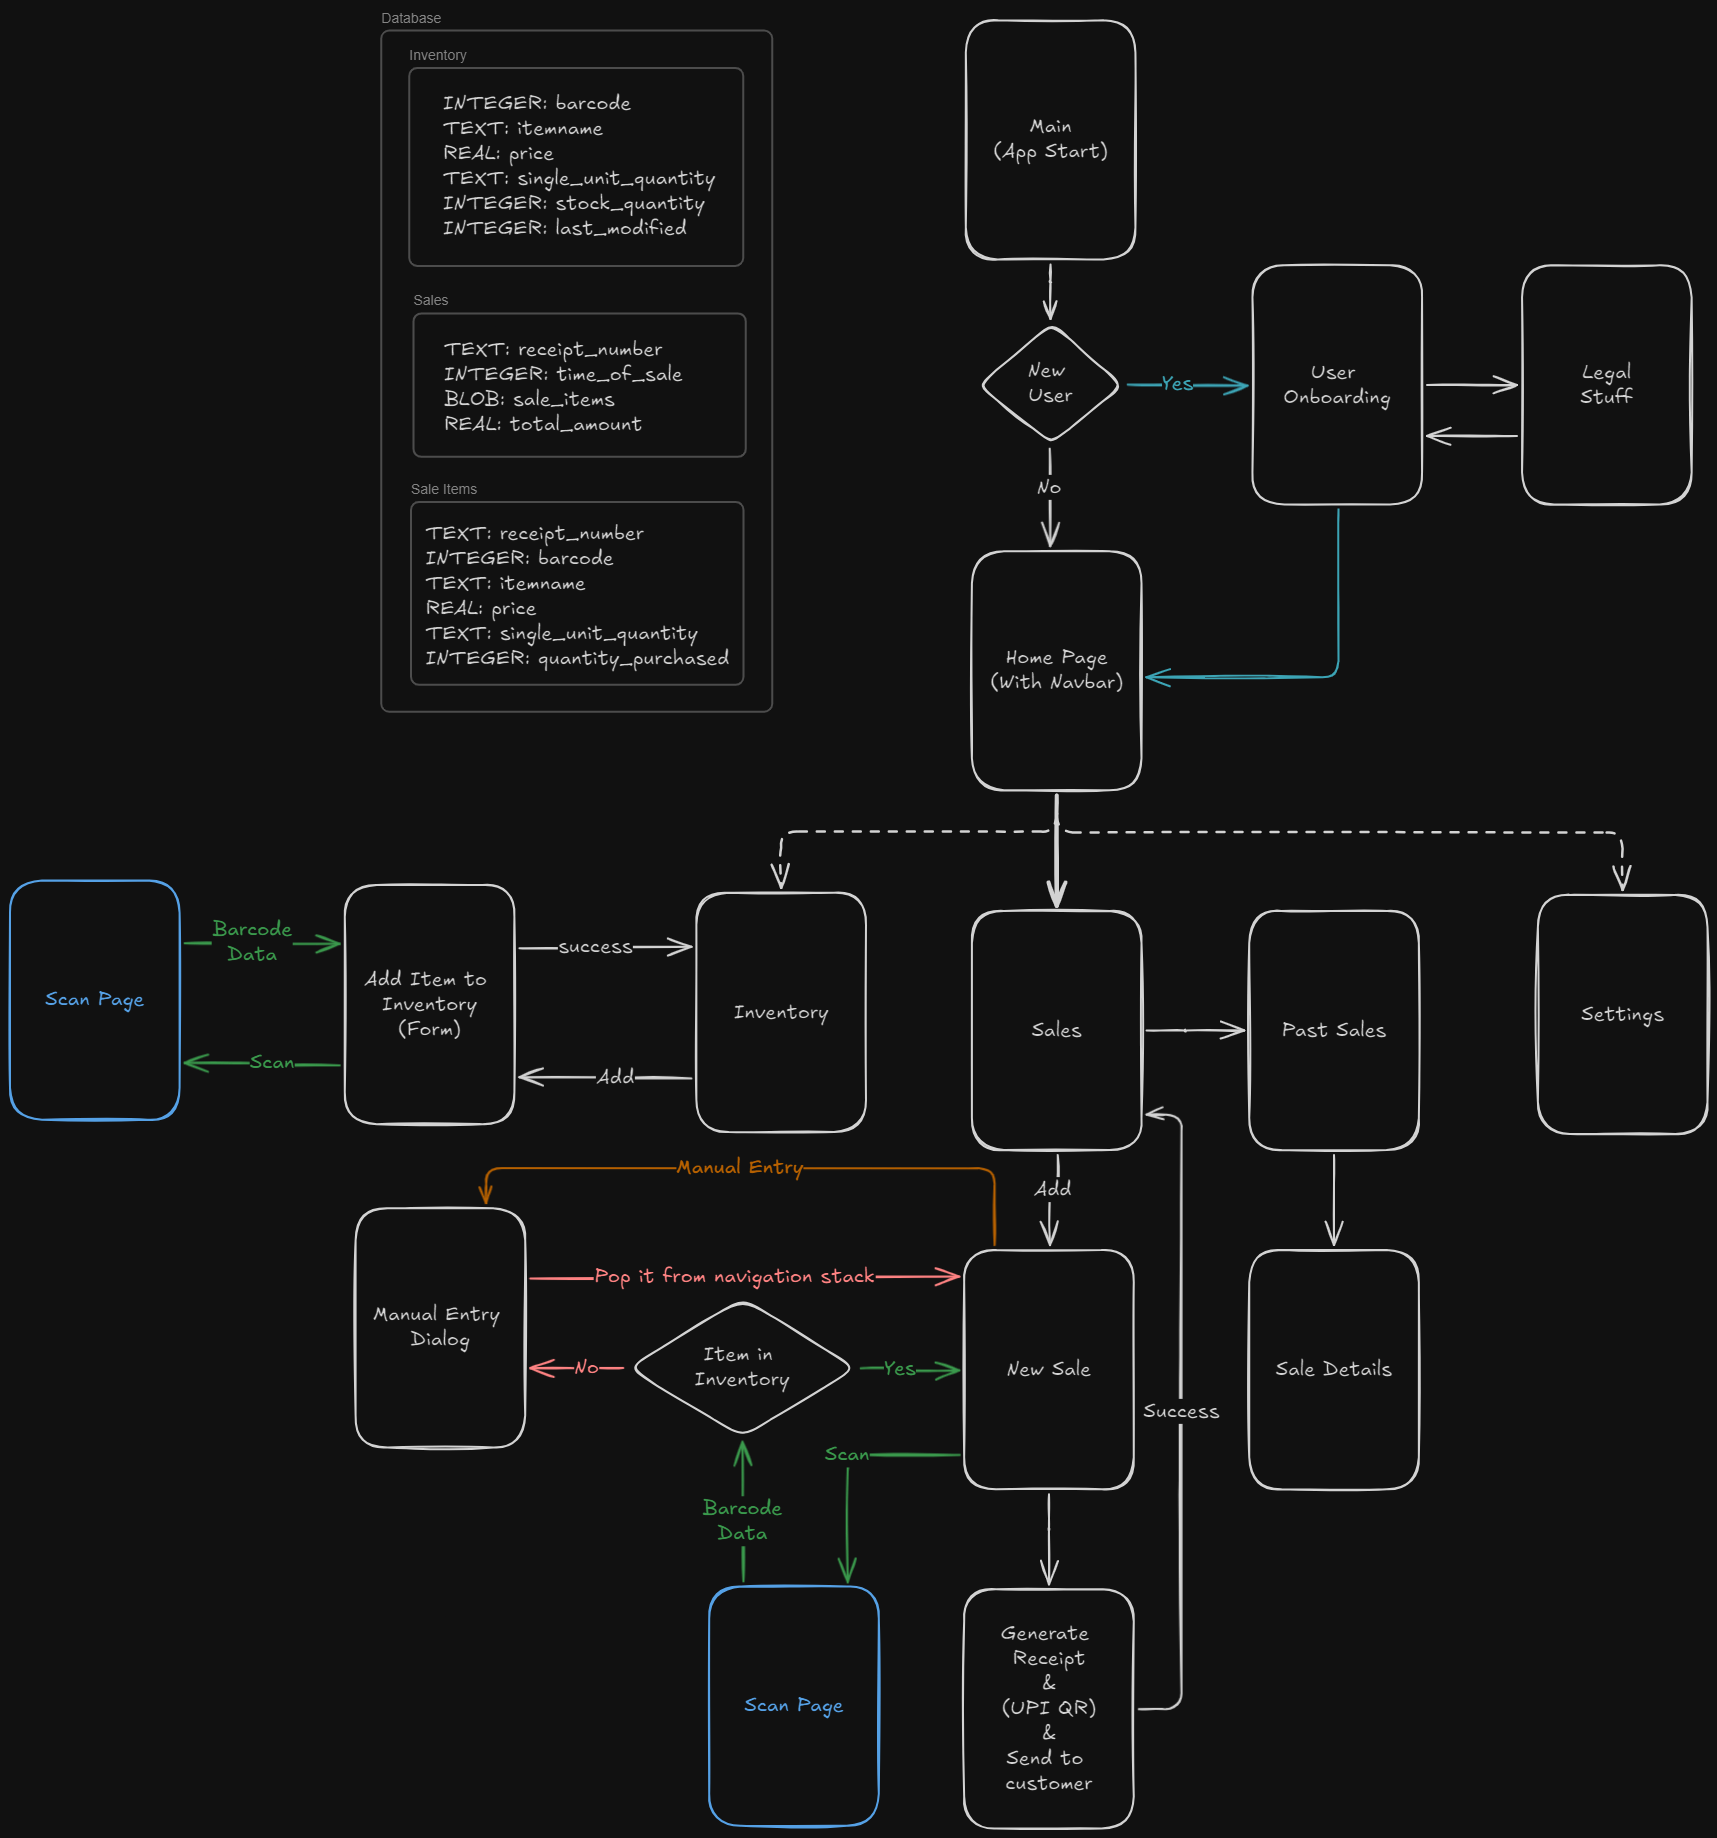 Database
Inventory
INTEGER: barcode
TEXT: itemname
REAL: price
TEXT: single_unit_quantity
INTEGER: stock_quantity
INTEGER: last_modified
Sales
TEXT: receipt_number
INTEGER: time_of_sale
BLOB: sale_items
REAL: total_amount
Sale Items
TEXT: receipt_number
INTEGER: barcode
TEXT: itemname
REAL: price
TEXT: single_unit_quantity
INTEGER: quantity_purchased
Main
(App Start)
New
User
Yes
User
Onboarding
Legal
Stuff
No
Home Page
(With Navbar)
Scan Page
Barcode
Data
Scan
Add Item to
Inventory
(Form)
success
Add
Inventory
Sales
Past Sales
Settings
Manual Entry
Add
Manual Entry
Dialog
Pop it from navigation stack
No
Item in
Inventory
Yes
New Sale
Success
Sale Details
Scan
Barcode
Data
Scan Page
Generate
Receipt
&
(UPI QR)
&
Send to
customer